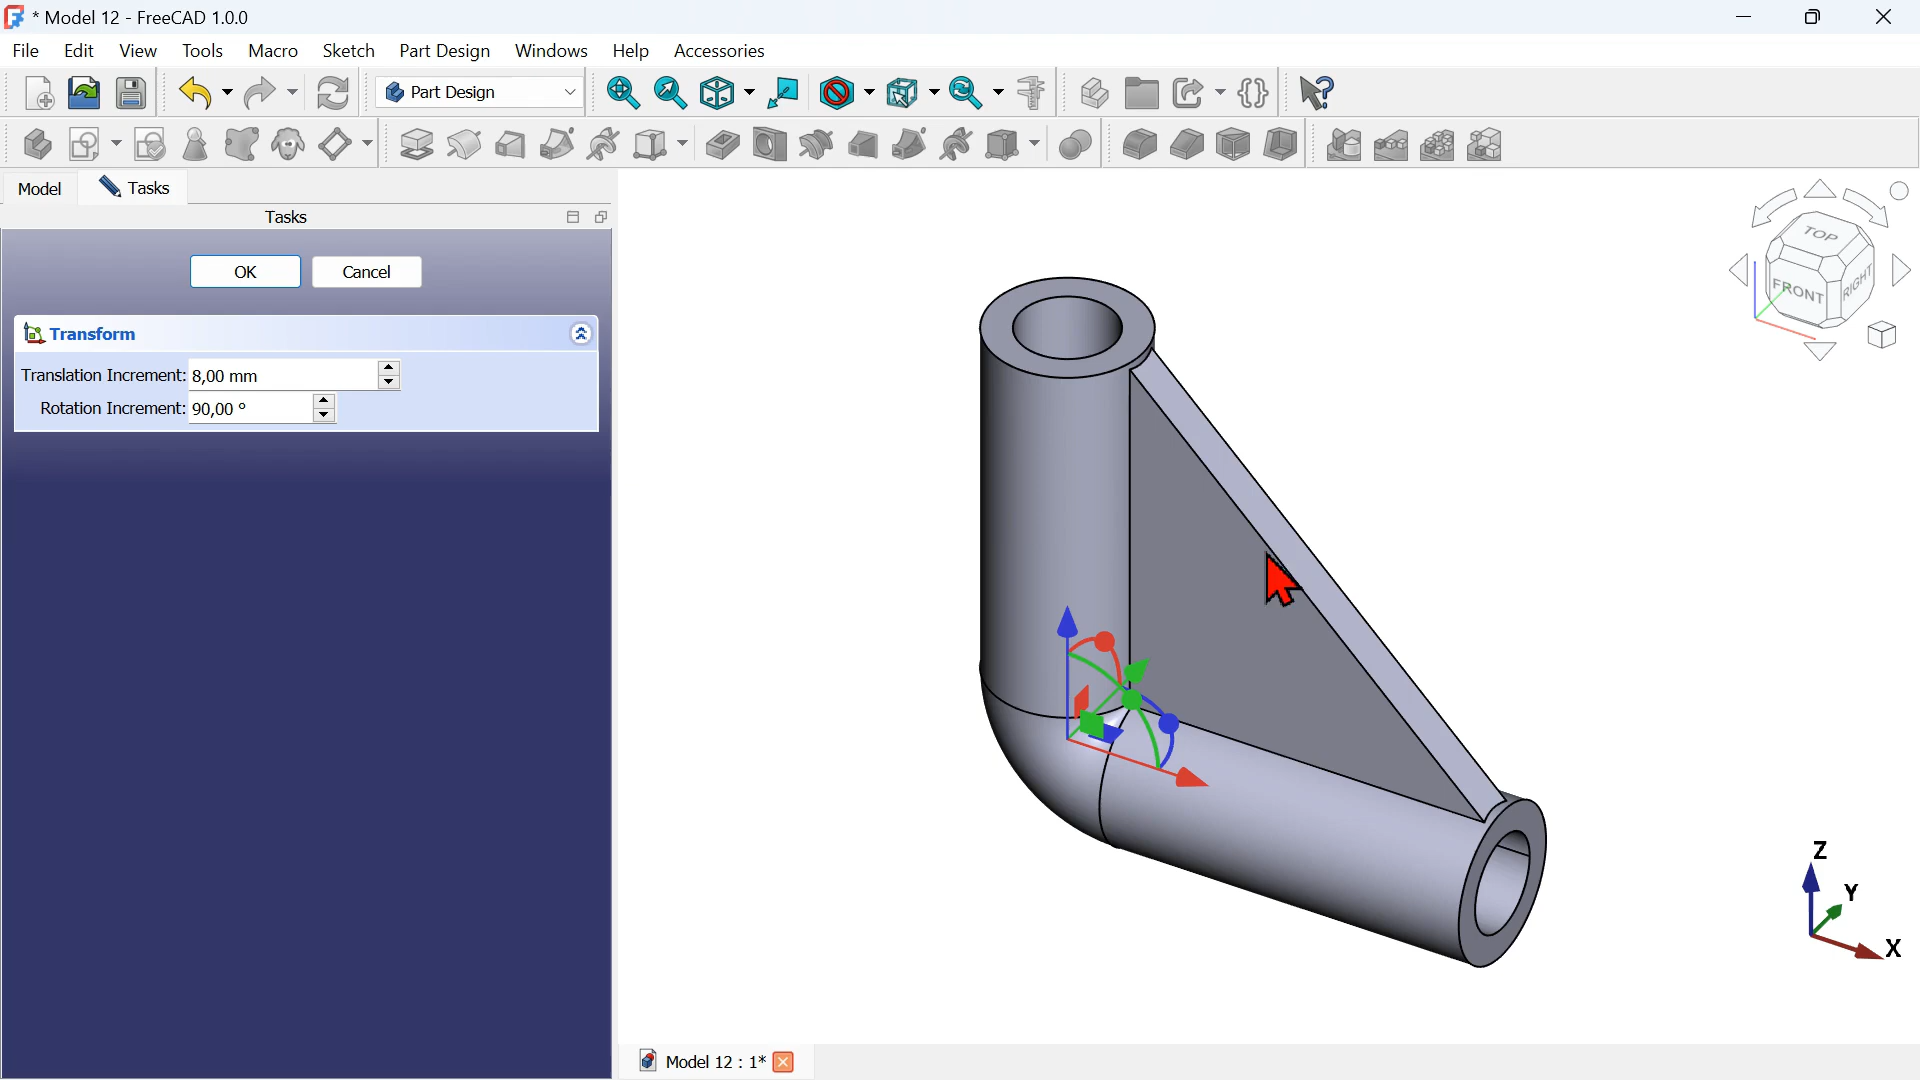 * Model 12 - FreeCAD 1.0.0
File Edit View Tools Macro Sketch Part Design Windows Help Accessories
Part Design
Model Tasks
Tasks
OK Cancel
Transform
Translation Increment: 8,00 mm
Rotation Increment: 90,00 °
TOP
FRONT RIGHT
Z
Y
X
Model 12 : 1*